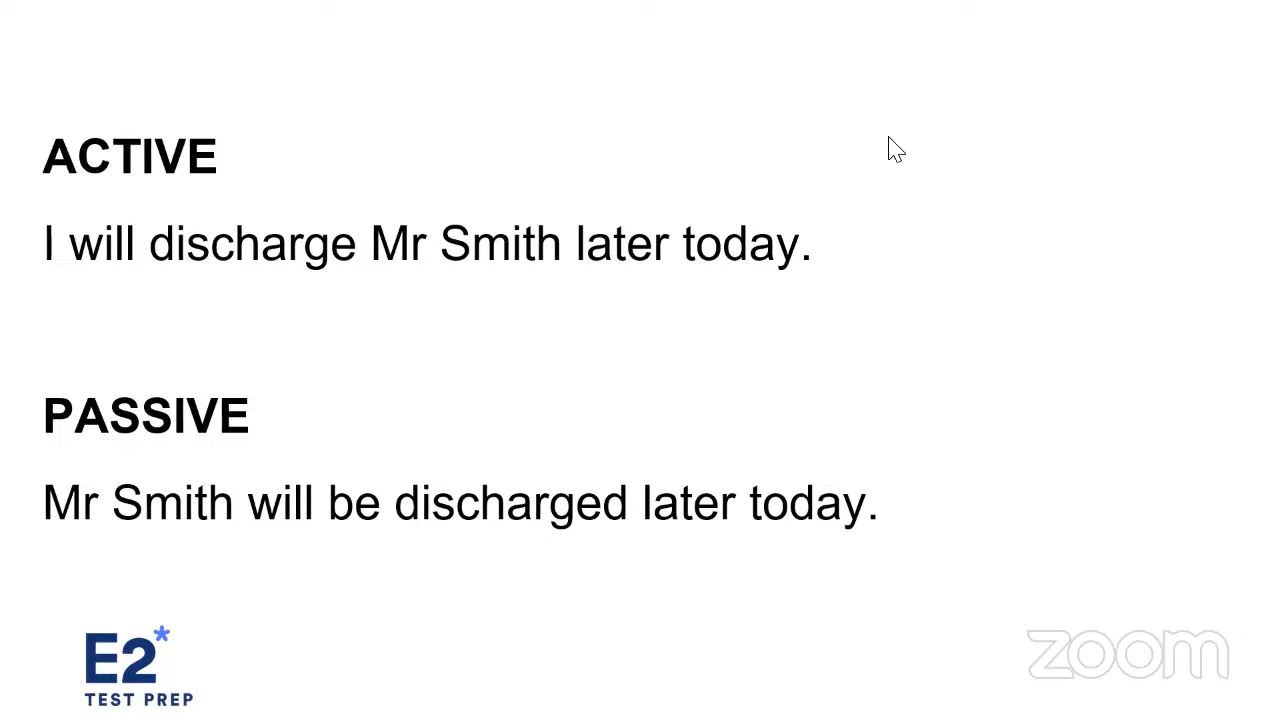 ACTIVE
I will discharge Mr Smith later today.
PASSIVE
Mr Smith will be discharged later today.
E2*
TEST PREP
zoom